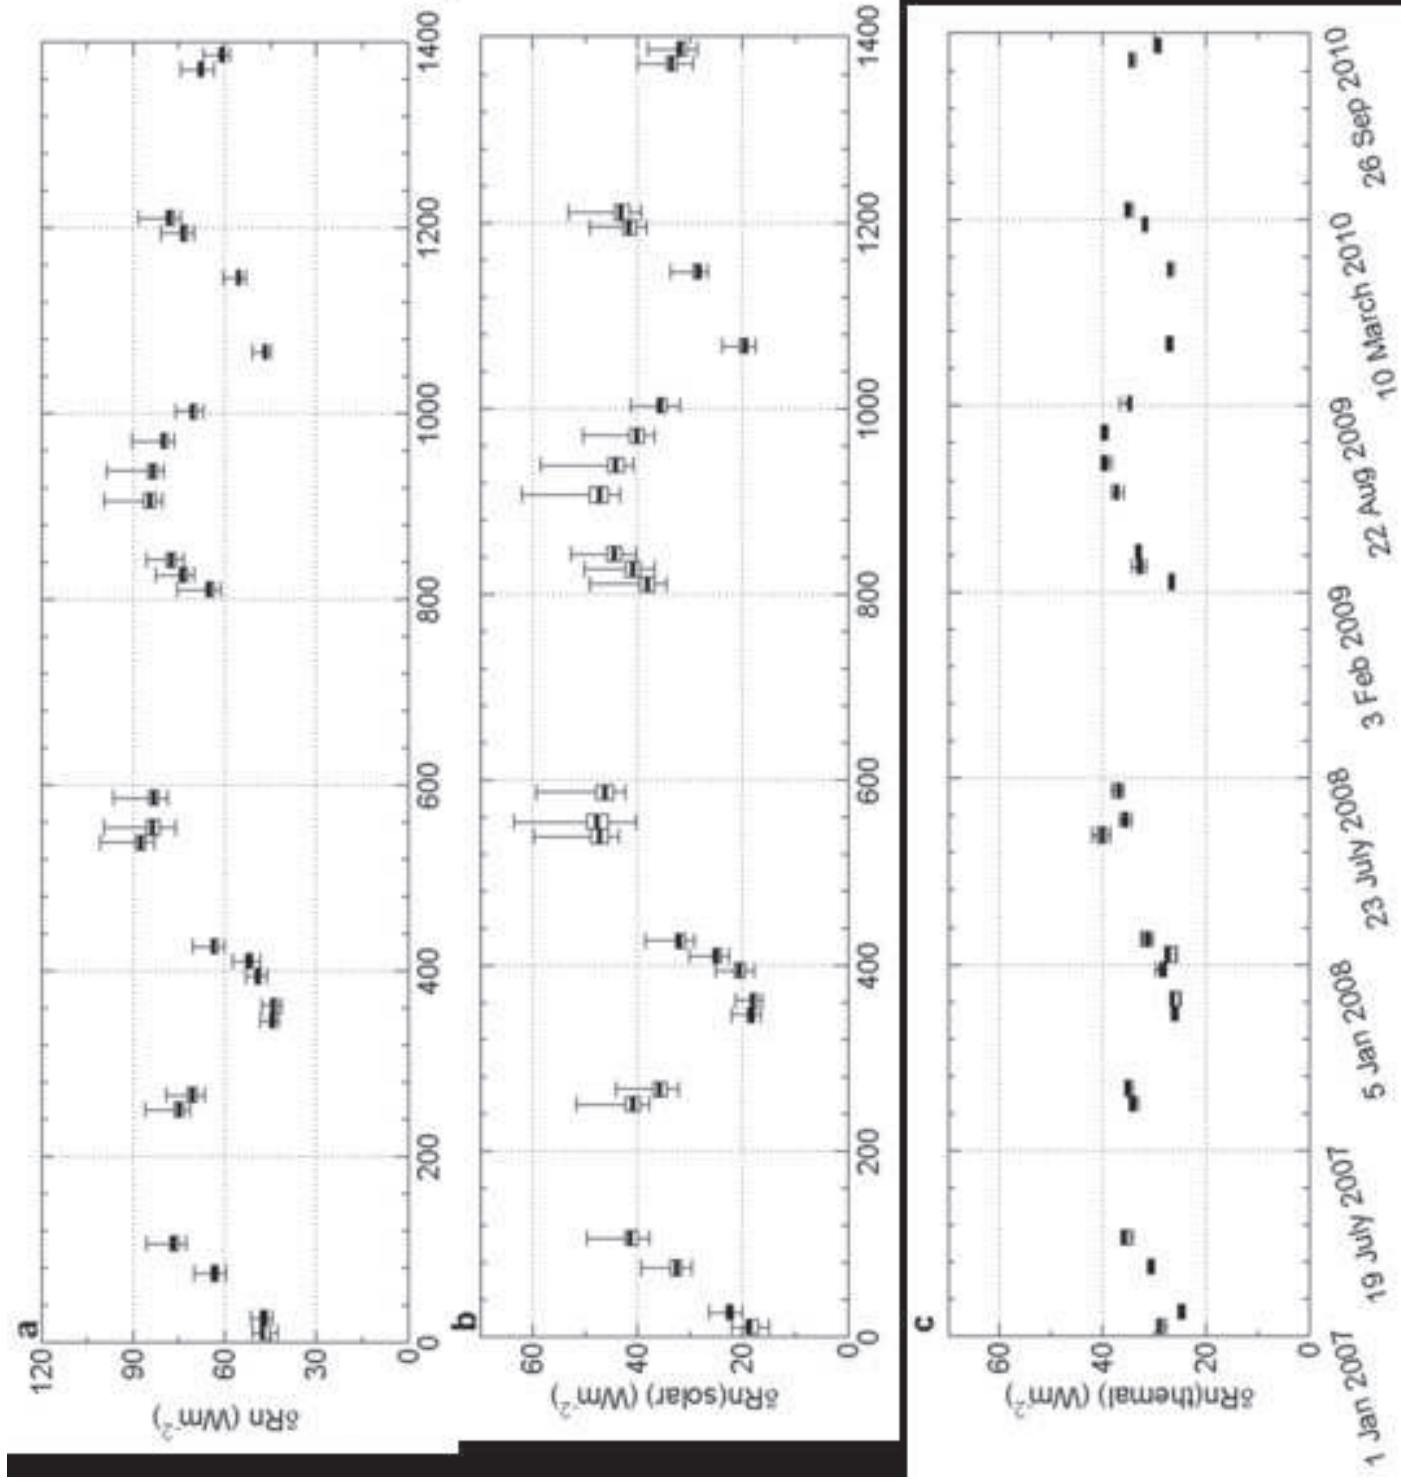 a
120
90
60
30
0
δRn (Wm-2)
0 200 400 600 800 1000 1200 1400
b
60
40
20
0
δRn(solar) (Wm-2)
0 200 400 600 800 1000 1200 1400
c
60
40
20
0
δRn(themal) (Wm-2)
1 Jan 2007 19 July 2007 5 Jan 2008 23 July 2008 3 Feb 2009 22 Aug 2009 10 March 2010 26 Sep 2010